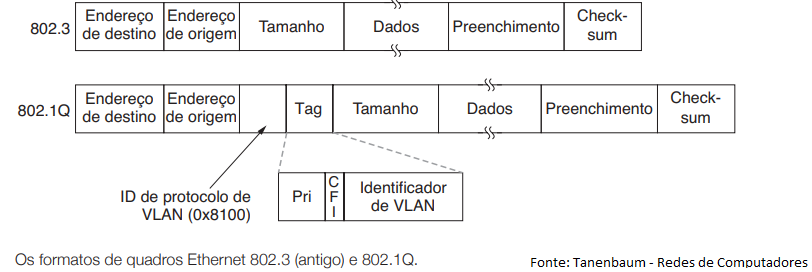 802.3
Endereço
de destino
Endereço
de origem
Tamanho
Dados
Preenchimento
Check-
sum
802.1Q
Endereço
de destino
Endereço
de origem
Tag
Tamanho
Dados
Preenchimento
Check-
sum
ID de protocolo de
VLAN (0x8100)
Pri
C
F
I
Identificador
de VLAN
Os formatos de quadros Ethernet 802.3 (antigo) e 802.1Q.
Fonte: Tanenbaum - Redes de Computadores